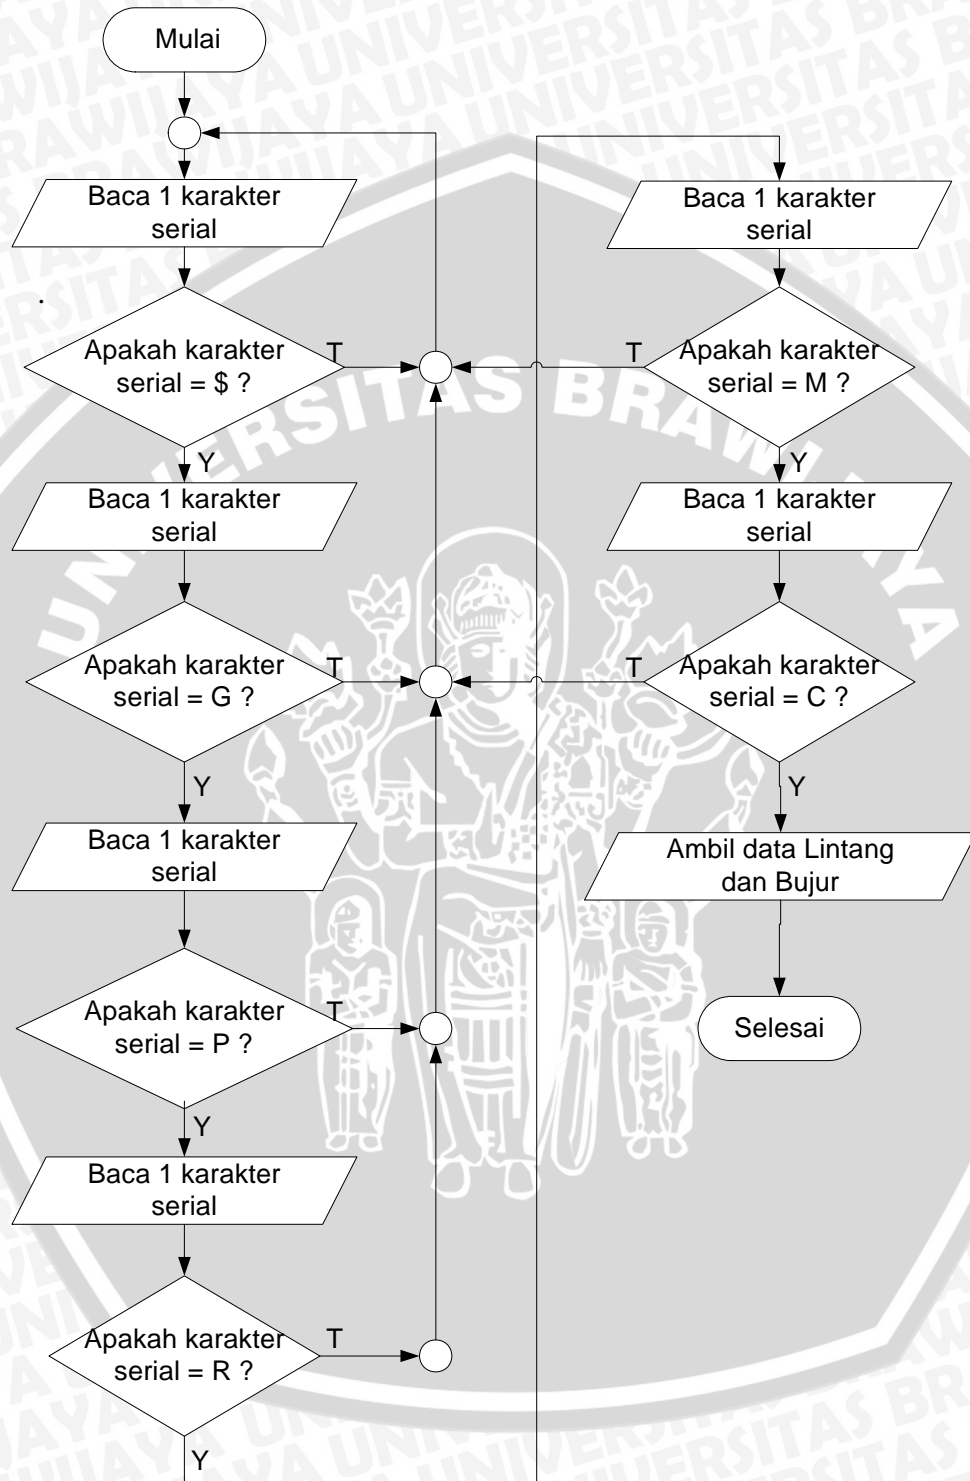 Mulai
Baca 1 karakter
serial
Apakah karakter
serial = $ ?
T
Y
Baca 1 karakter
serial
Apakah karakter
serial = G ?
T
Y
Baca 1 karakter
serial
Apakah karakter
serial = P ?
T
Y
Baca 1 karakter
serial
Apakah karakter
serial = R ?
T
Y
Baca 1 karakter
serial
Apakah karakter
serial = M ?
T
Y
Baca 1 karakter
serial
Apakah karakter
serial = C ?
T
Y
Ambil data Lintang
dan Bujur
Selesai
UNIVERSITAS BRAWIJAYA